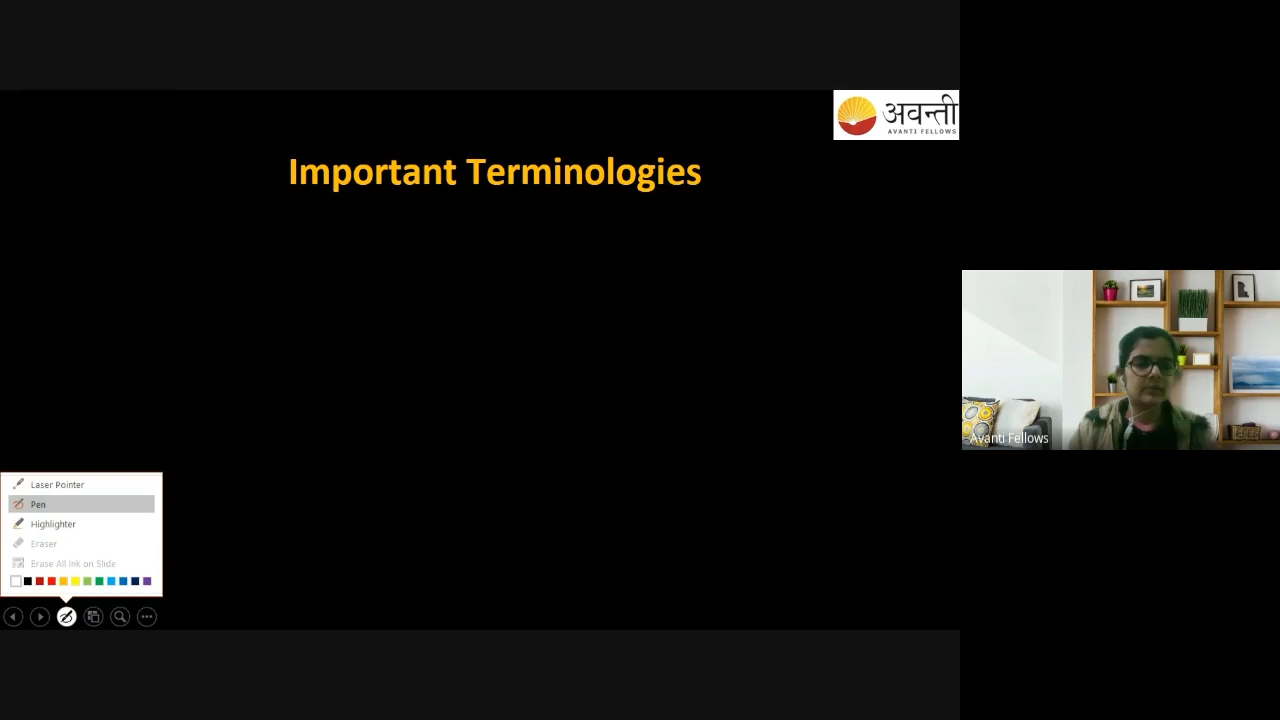 अवन्ती
AVANTI FELLOWS
Important Terminologies
Avanti Fellows
Laser Pointer
Pen
Highlighter
Eraser
Erase All Ink on Slide